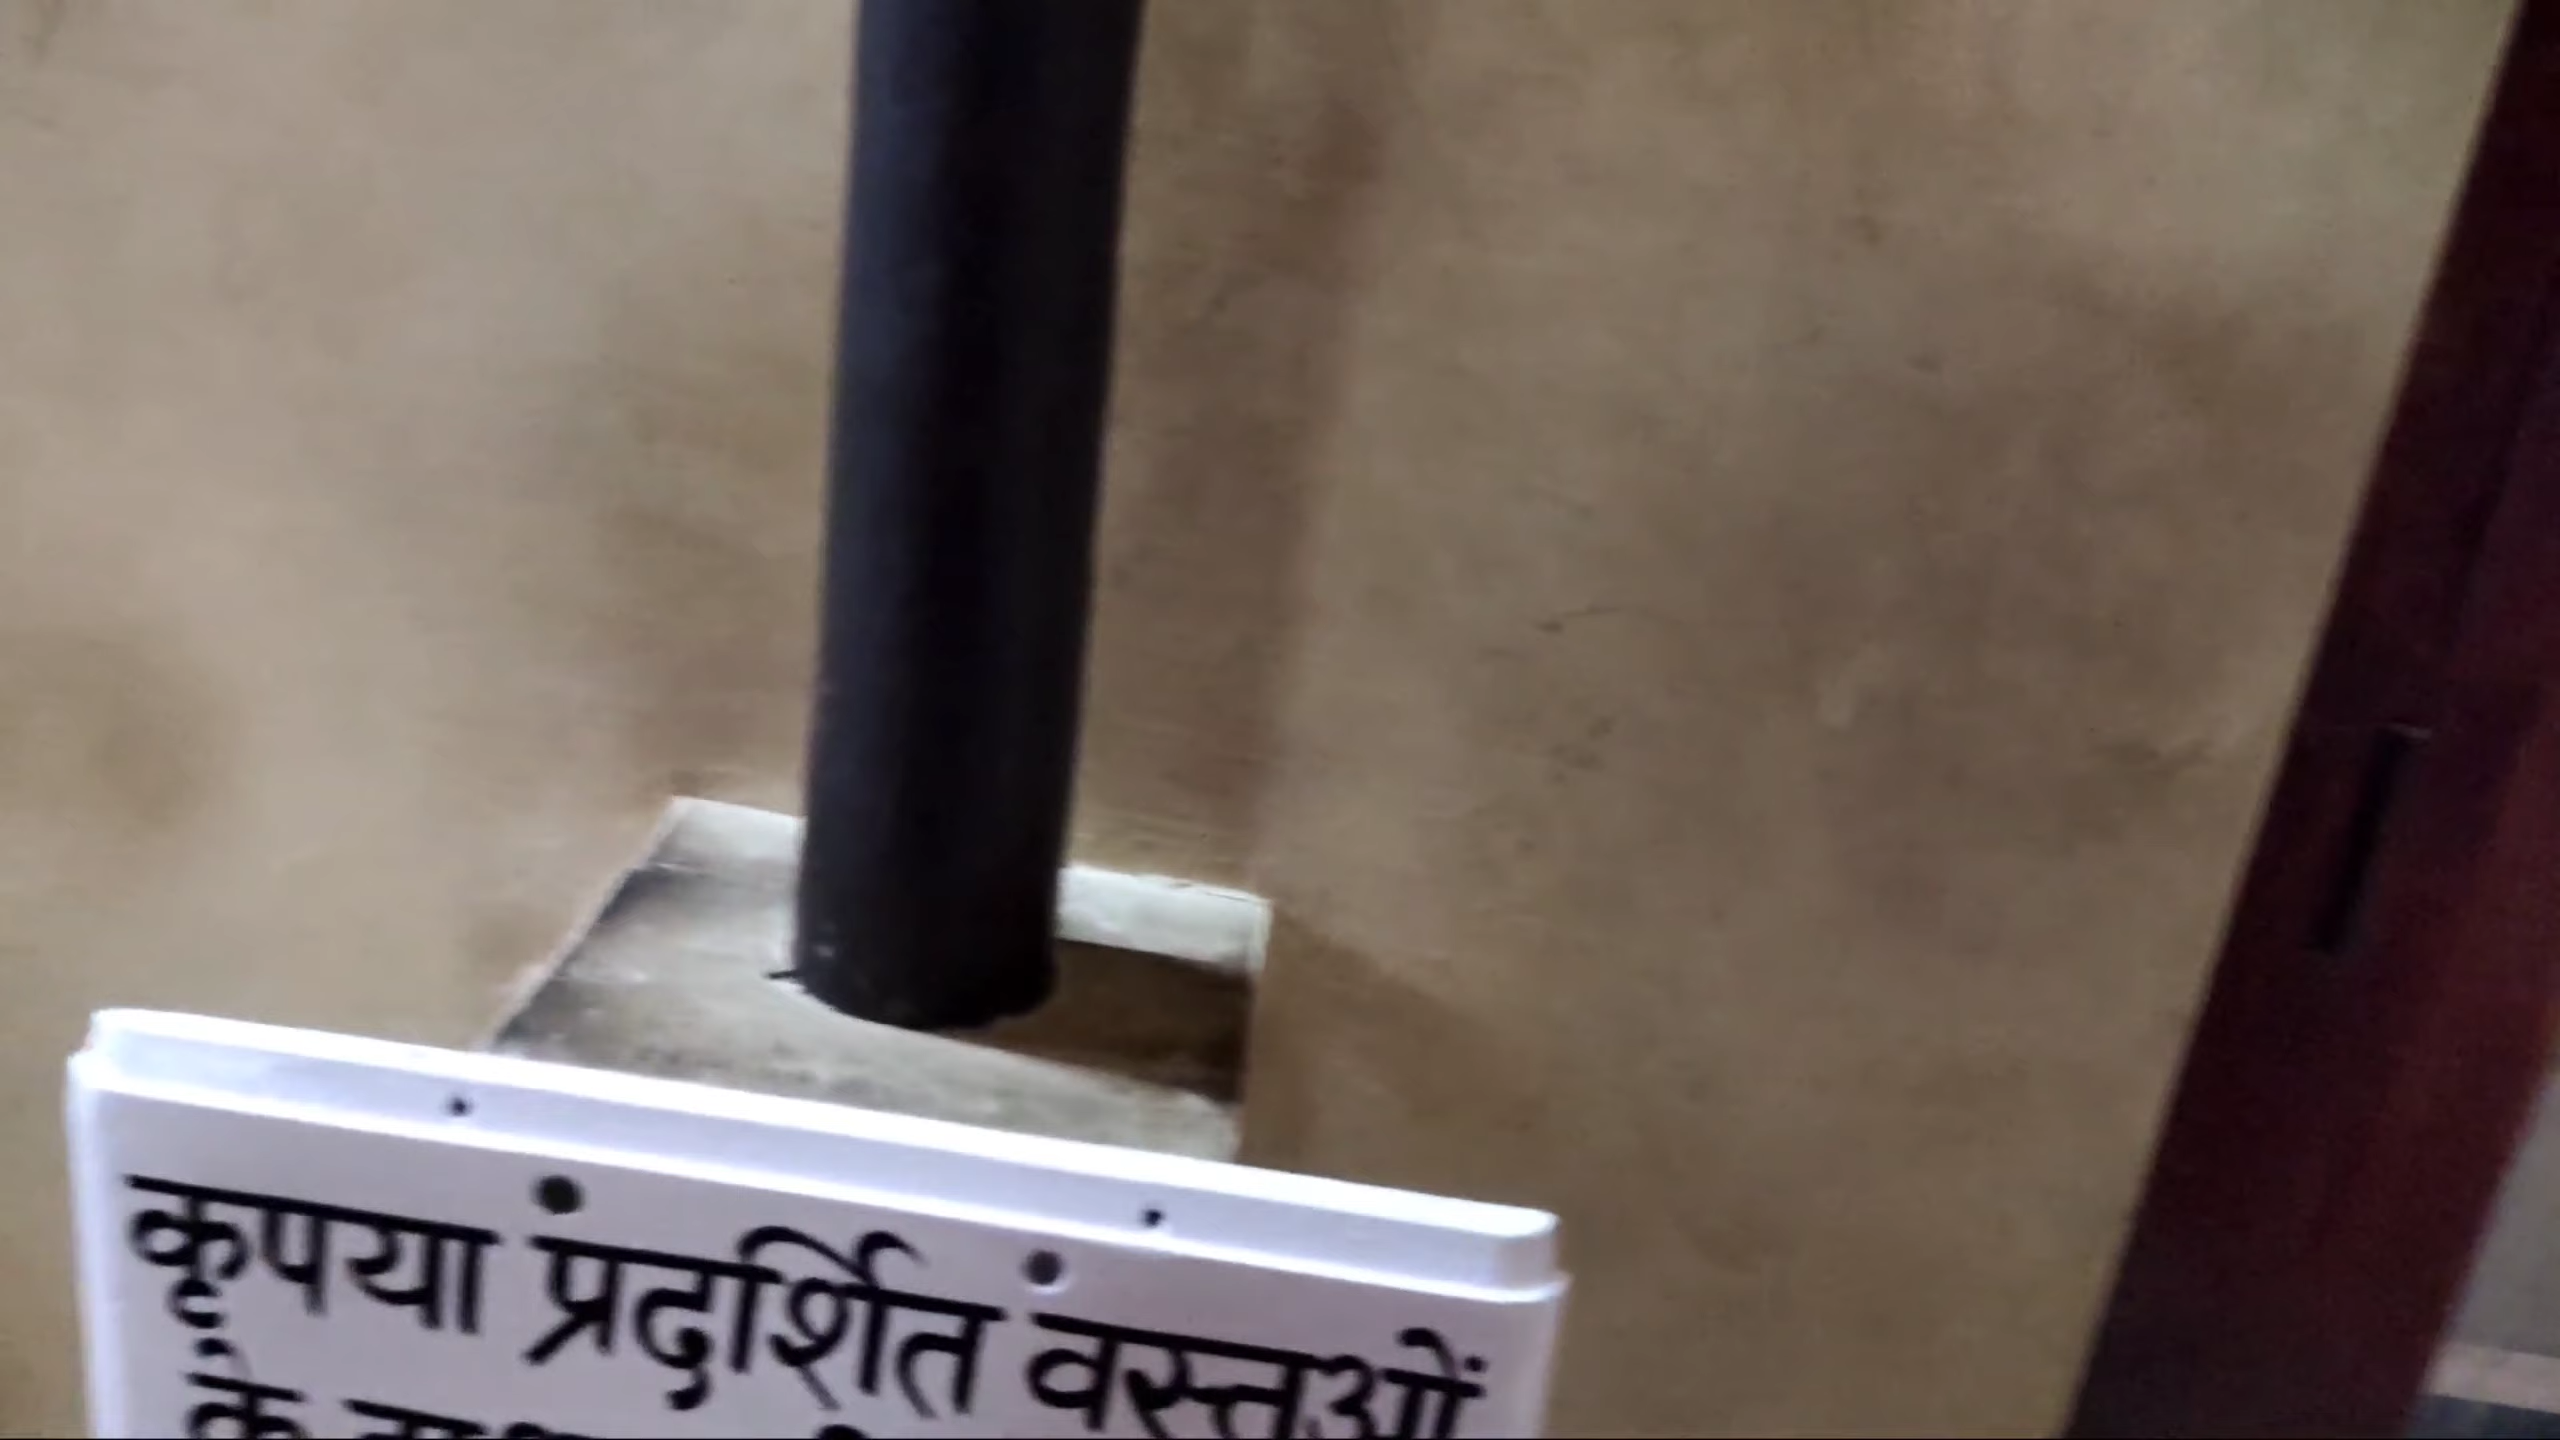 कृपया प्रदर्शित वस्तुओं
के